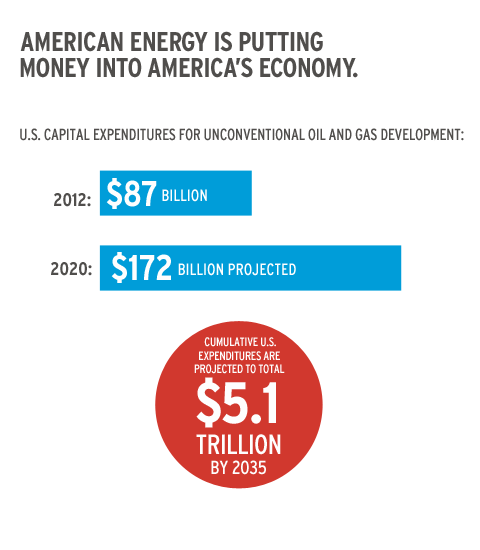 AMERICAN ENERGY IS PUTTING
MONEY INTO AMERICA'S ECONOMY.
U.S. CAPITAL EXPENDITURES FOR UNCONVENTIONAL OIL AND GAS DEVELOPMENT:
2012: $87 BILLION
2020: $172 BILLION PROJECTED
CUMULATIVE U.S.
EXPENDITURES ARE
PROJECTED TO TOTAL
$5.1
TRILLION
BY 2035